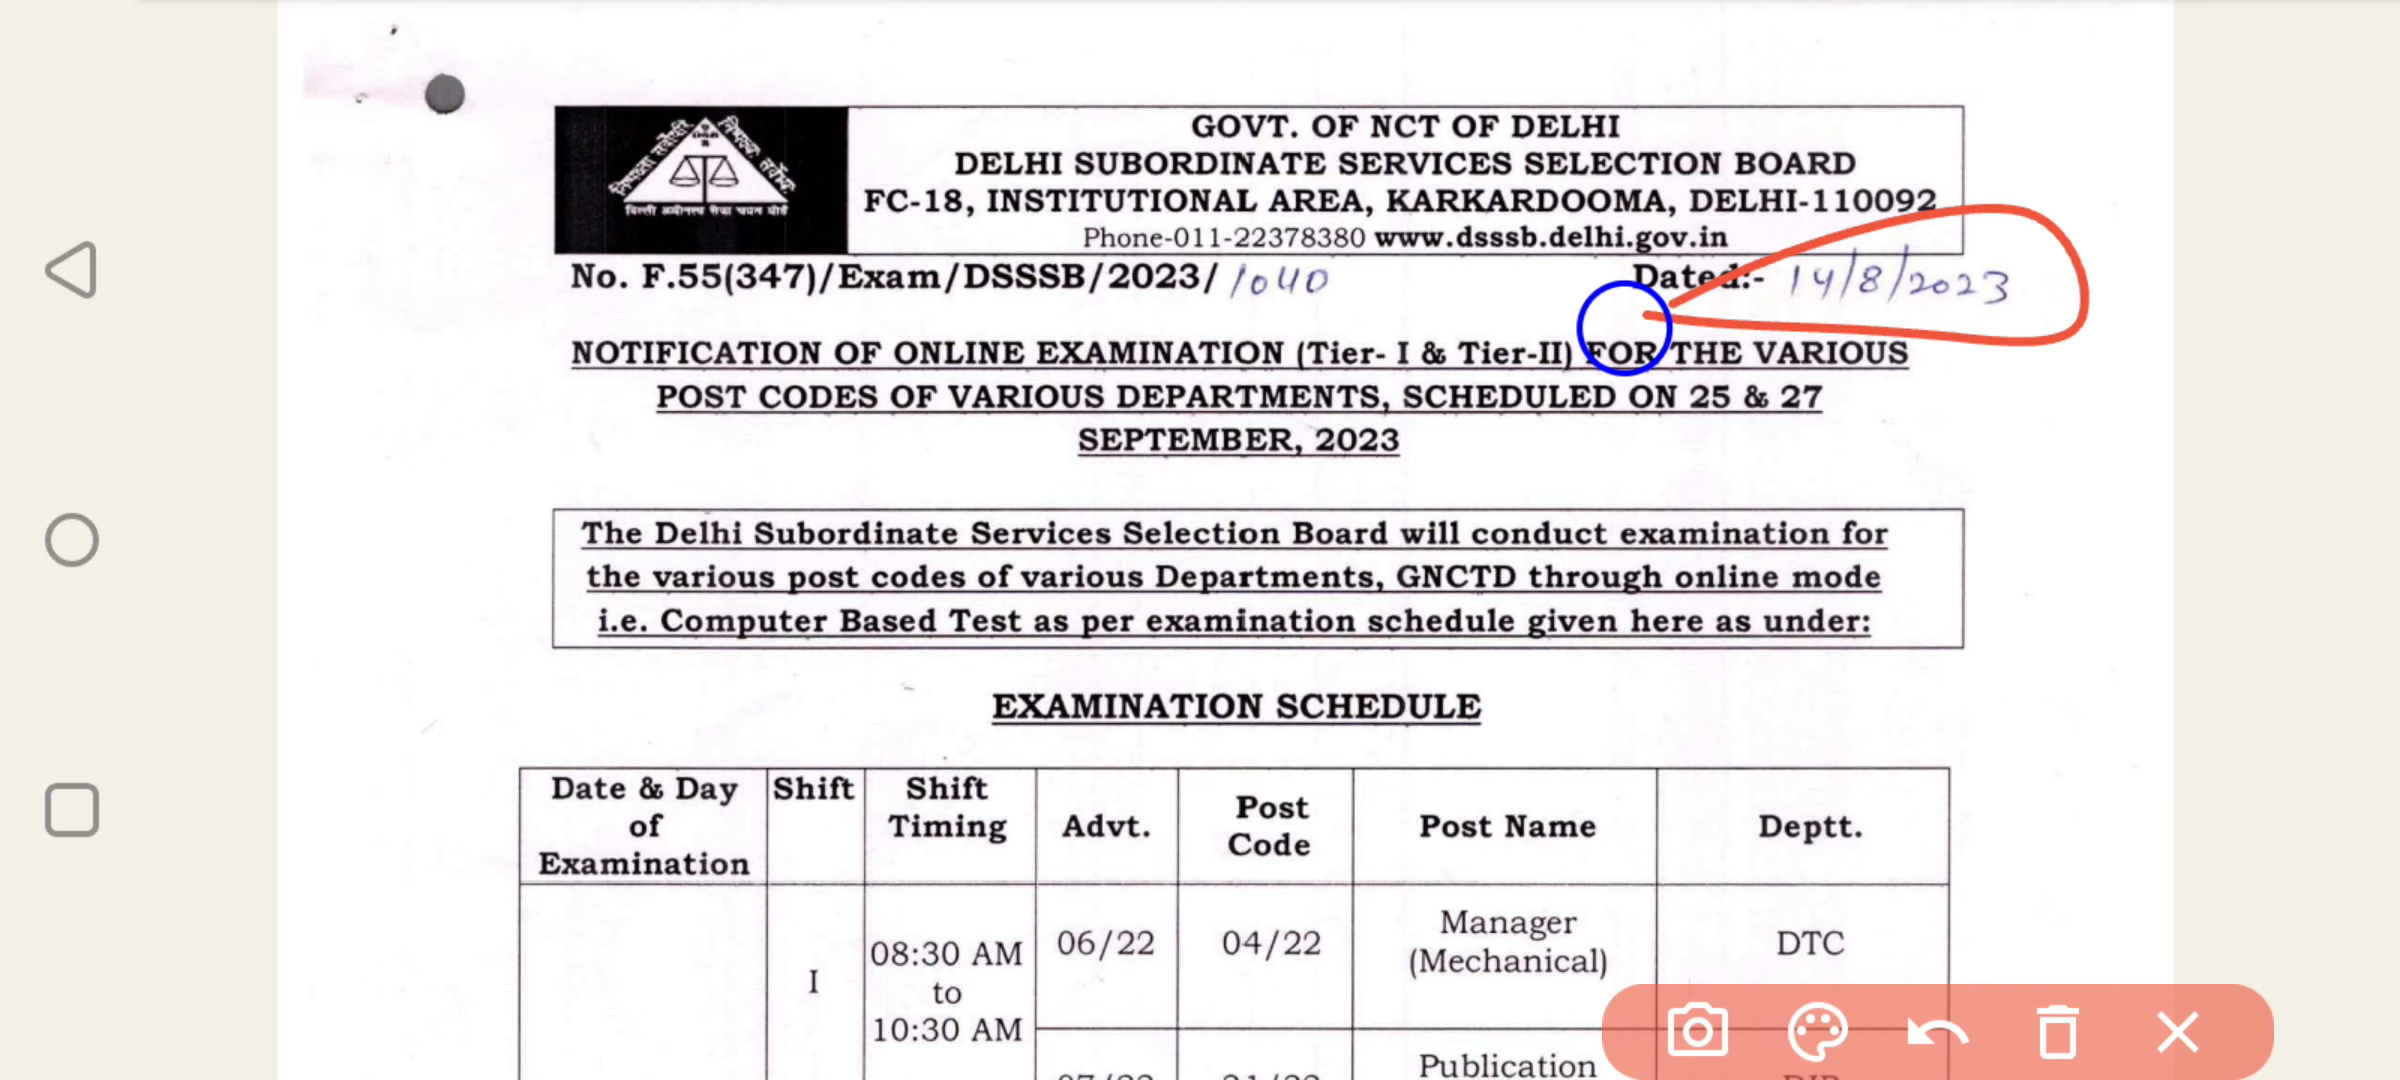 GOVT. OF NCT OF DELHI
DELHI SUBORDINATE SERVICES SELECTION BOARD
FC-18, INSTITUTIONAL AREA, KARKARDOOMA, DELHI-110092
Phone-011-22378380 www.dsssb.delhi.gov.in
दिल्ली अधीनस्थ सेवा चयन बोर्ड
No. F.55(347)/Exam/DSSSB/2023/ 1040 Dated:- 14/8/2023
NOTIFICATION OF ONLINE EXAMINATION (Tier- I & Tier-II) FOR THE VARIOUS
POST CODES OF VARIOUS DEPARTMENTS, SCHEDULED ON 25 & 27
SEPTEMBER, 2023
The Delhi Subordinate Services Selection Board will conduct examination for
the various post codes of various Departments, GNCTD through online mode
i.e. Computer Based Test as per examination schedule given here as under:
EXAMINATION SCHEDULE
Date & Day of Examination Shift Shift Timing Advt. Post Code Post Name Deptt.
I 08:30 AM to 10:30 AM 06/22 04/22 Manager (Mechanical) DTC
Publication